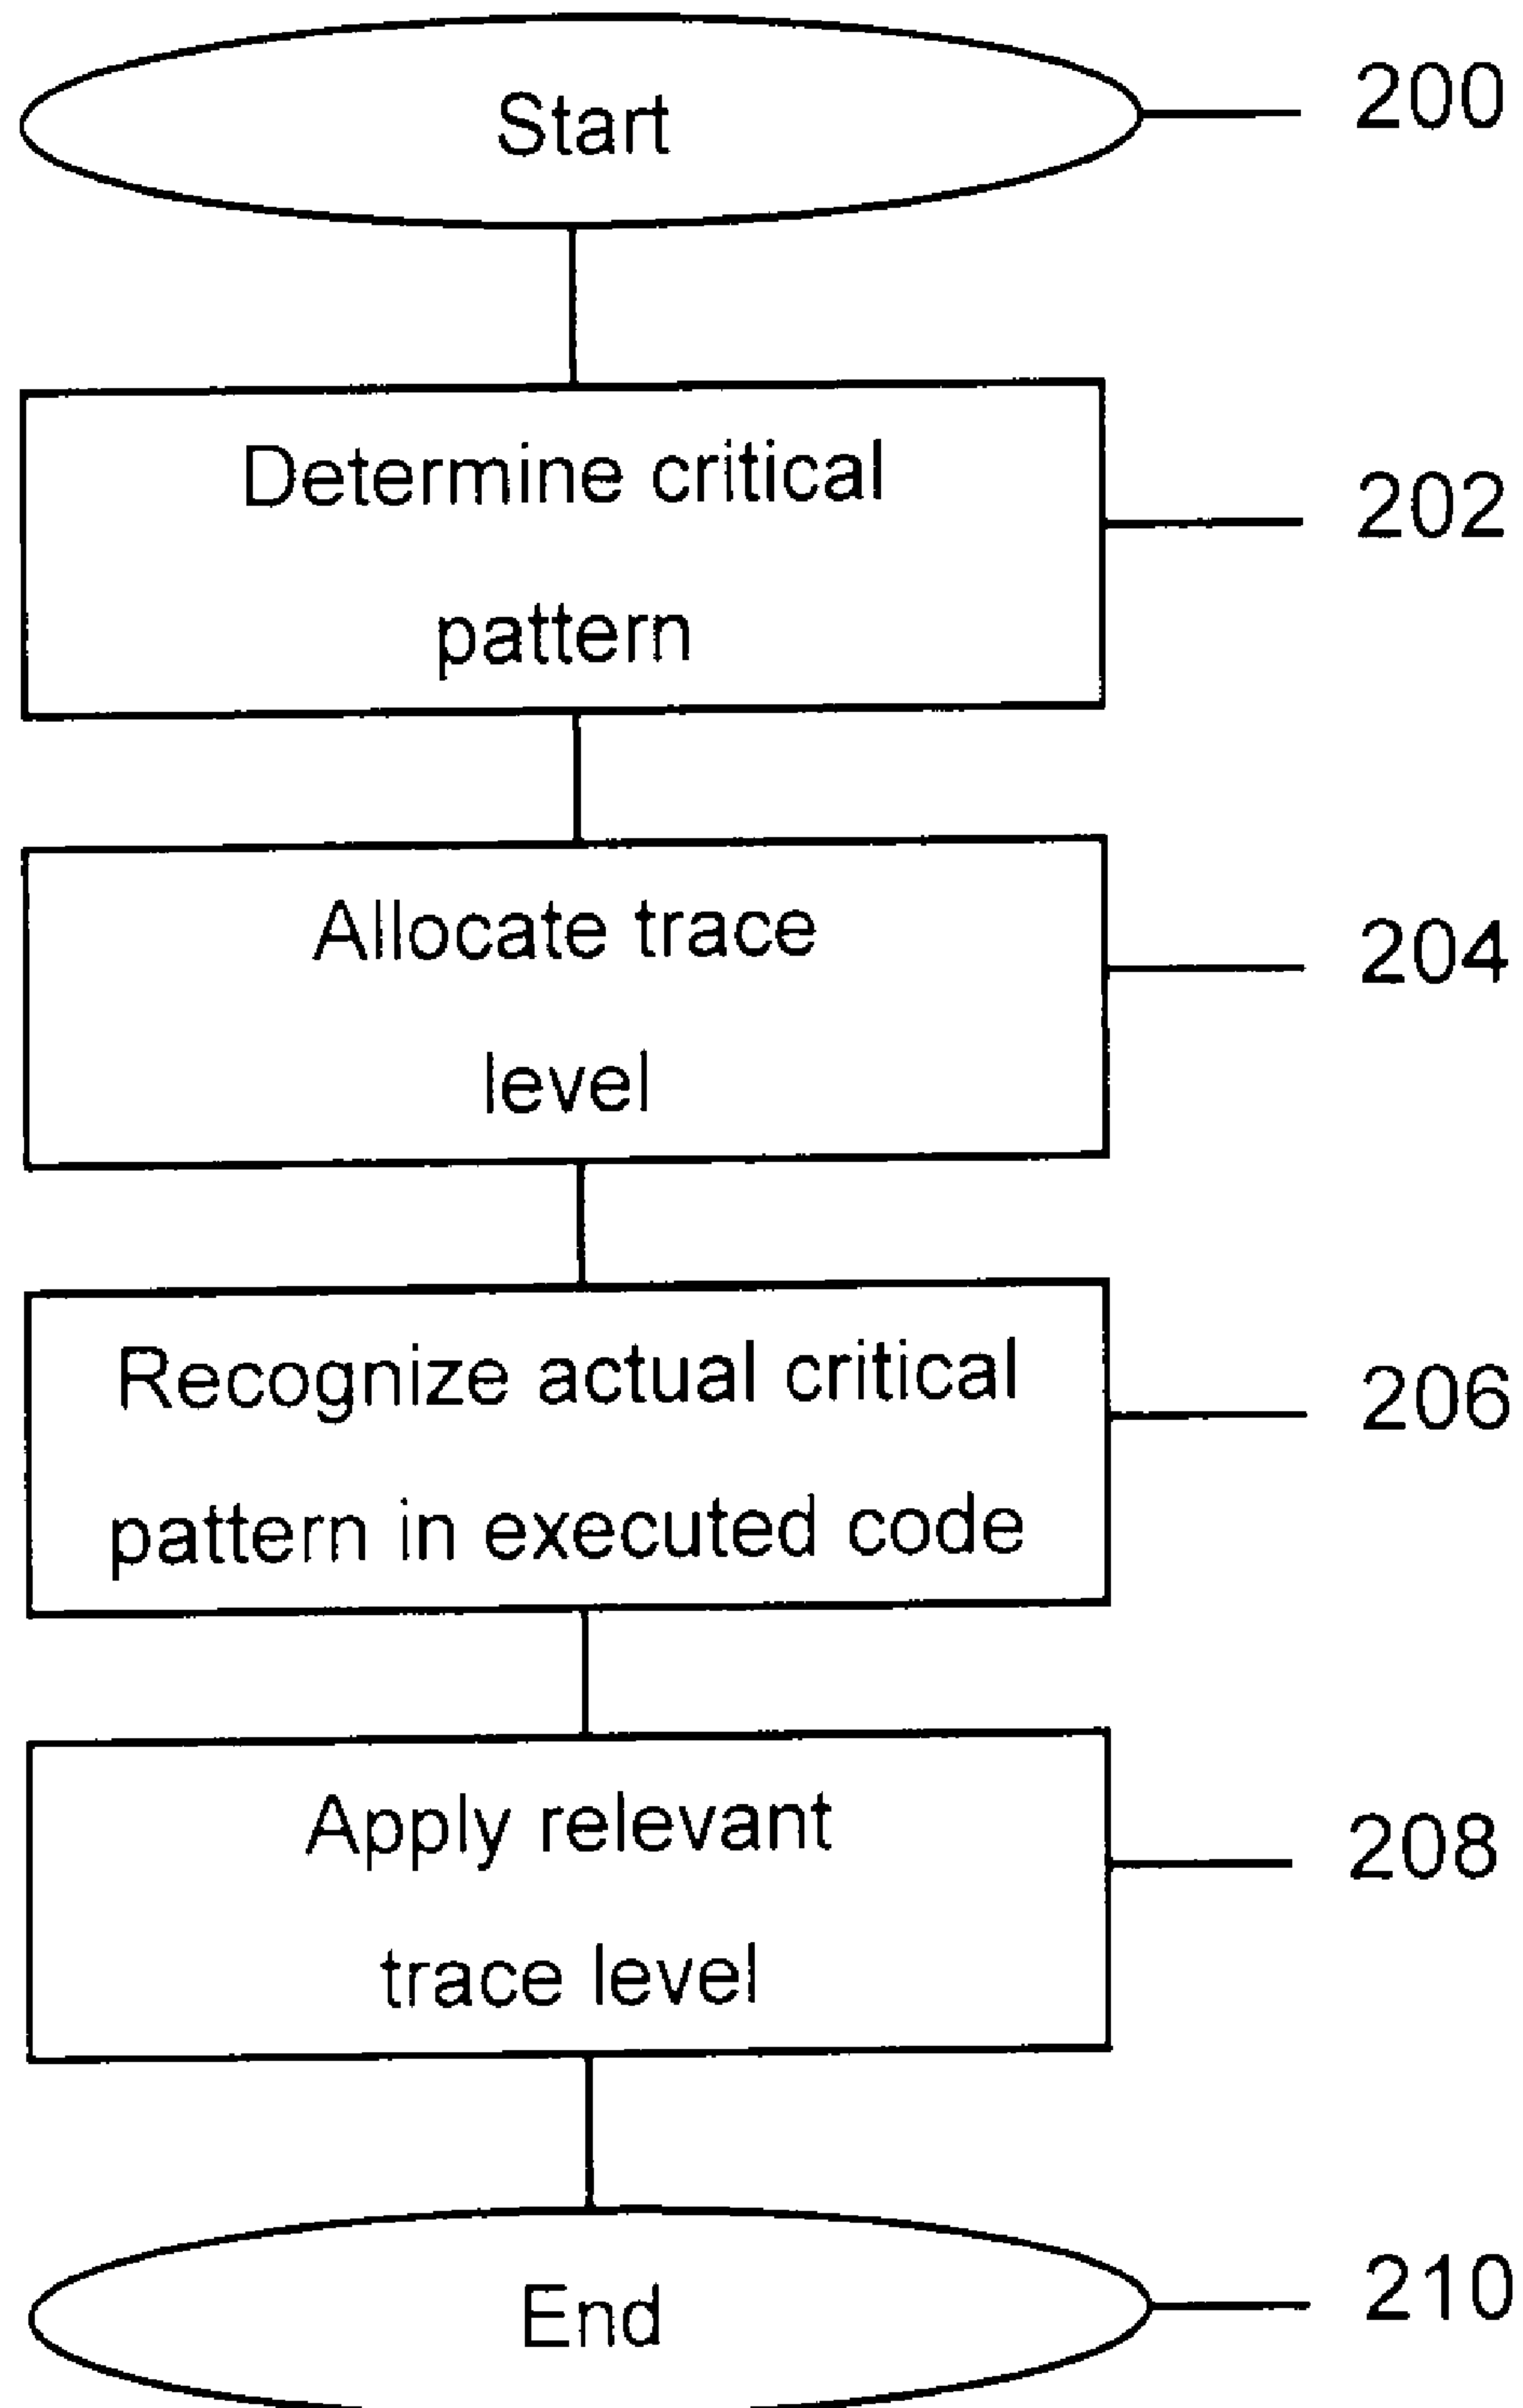 Start
200
Determine critical
pattern
202
Allocate trace
level
204
Recognize actual critical
pattern in executed code
206
Apply relevant
trace level
208
End
210